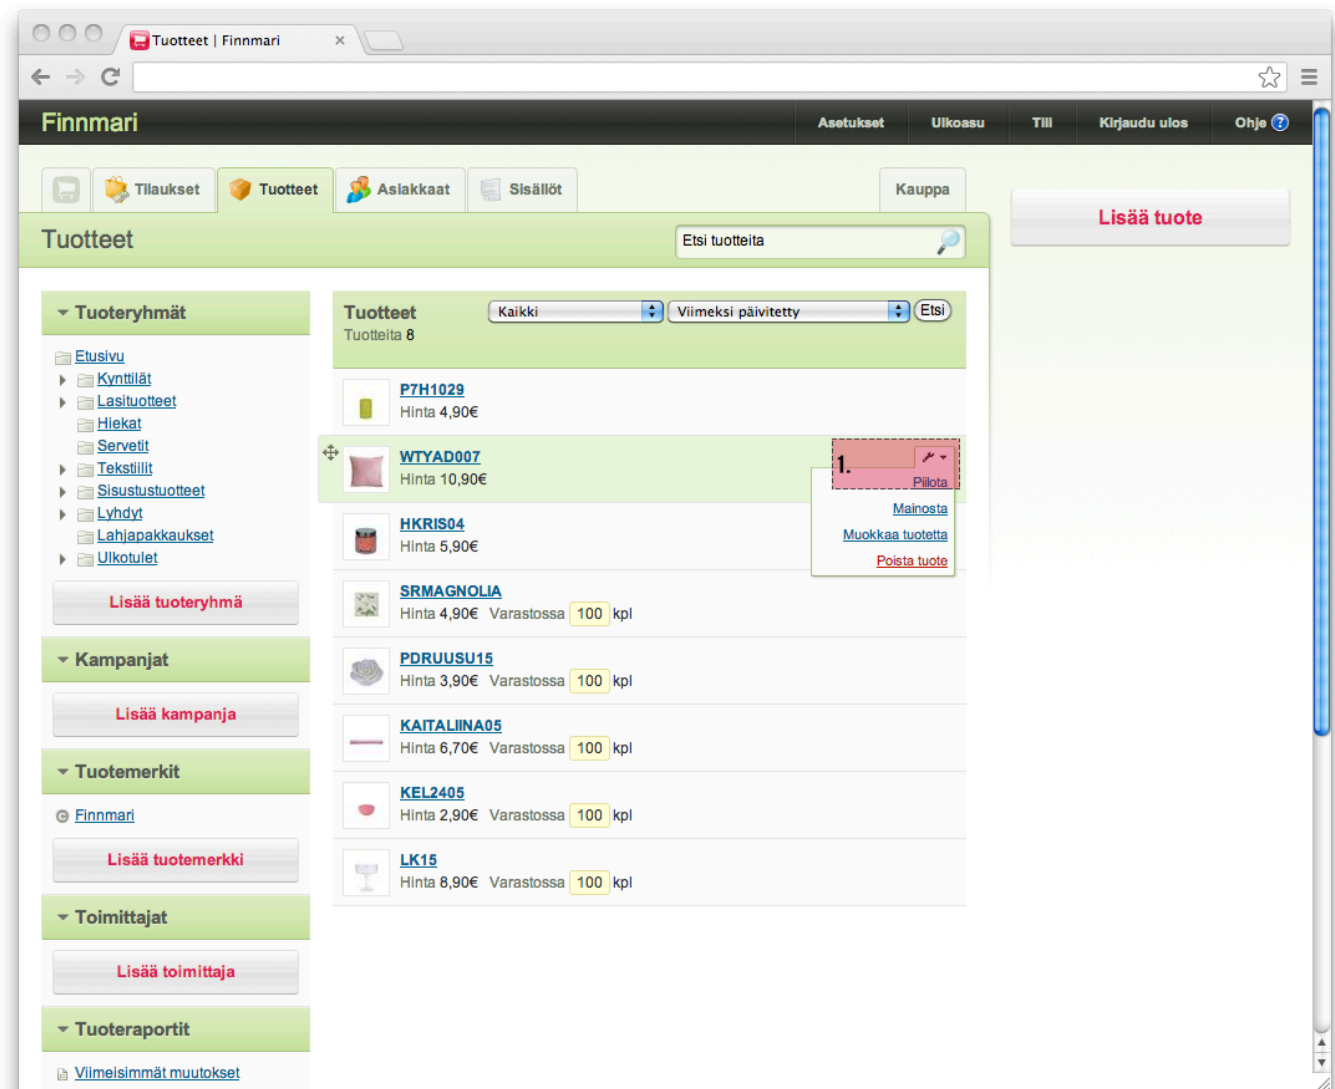 Tuotteet | Finnmari
Finnmari
Asetukset Ulkoasu Tili Kirjaudu ulos Ohje ?
Tilaukset Tuotteet Asiakkaat Sisällöt Kauppa
Lisää tuote
Tuotteet
Etsi tuotteita
Tuoteryhmät
Etusivu
Kynttilät
Lasituotteet
Hiekat
Servetit
Tekstiilit
Sisustustuotteet
Lyhdyt
Lahjapakkaukset
Ulkotulet
Lisää tuoteryhmä
Kampanjat
Lisää kampanja
Tuotemerkit
© Finnmari
Lisää tuotemerkki
Toimittajat
Lisää toimittaja
Tuoteraportit
Viimeisimmät muutokset
Tuotteet Kaikki Viimeksi päivitetty Etsi
Tuotteita 8
P7H1029
Hinta 4,90€
WTYAD007
Hinta 10,90€
1.
Piilota
Mainosta
Muokkaa tuotetta
Poista tuote
HKRIS04
Hinta 5,90€
SRMAGNOLIA
Hinta 4,90€ Varastossa 100 kpl
PDRUUSU15
Hinta 3,90€ Varastossa 100 kpl
KAITALIINA05
Hinta 6,70€ Varastossa 100 kpl
KEL2405
Hinta 2,90€ Varastossa 100 kpl
LK15
Hinta 8,90€ Varastossa 100 kpl